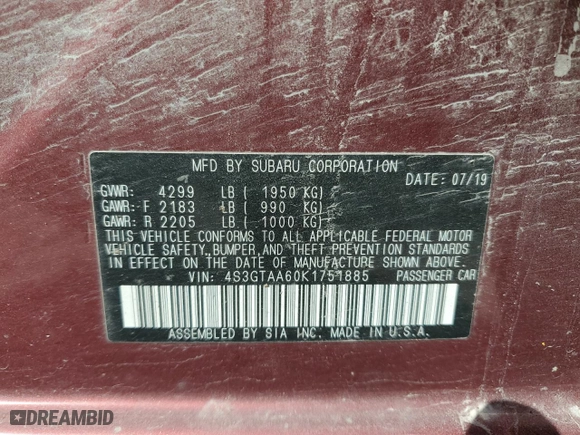 MFD BY SUBARU CORPORATION
DATE: 07/19
GVWR: 4299 LB ( 1950 KG)
GAWR: F 2183 LB ( 990 KG)
GAWR: R 2205 LB ( 1000 KG)
THIS VEHICLE CONFORMS TO ALL APPLICABLE FEDERAL MOTOR
VEHICLE SAFETY, BUMPER, AND THEFT PREVENTION STANDARDS
IN EFFECT ON THE DATE OF MANUFACTURE SHOWN ABOVE.
VIN: 4S3GTAA60K1751885 PASSENGER CAR
ASSEMBLED BY SIA INC, MADE IN U.S.A.
DREAMBID